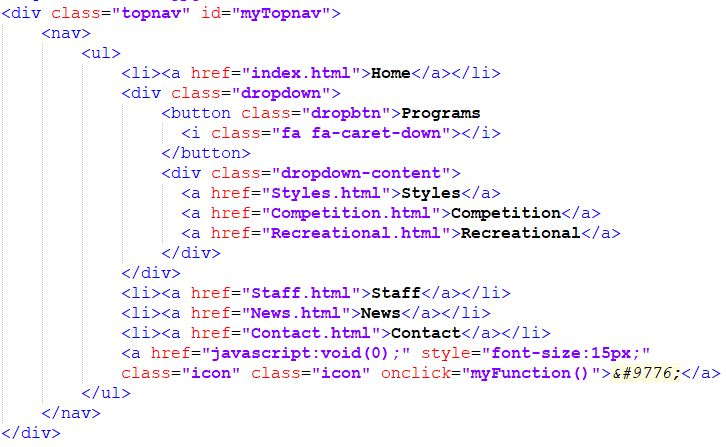 <div class="topnav" id="myTopnav">
<nav>
<ul>
<li><a href="index.html">Home</a></li>
<div class="dropdown">
<button class="dropbtn">Programs
<i class="fa fa-caret-down"></i>
</button>
<div class="dropdown-content">
<a href="Styles.html">Styles</a>
<a href="Competition.html">Competition</a>
<a href="Recreational.html">Recreational</a>
</div>
</div>
<li><a href="Staff.html">Staff</a></li>
<li><a href="News.html">News</a></li>
<li><a href="Contact.html">Contact</a></li>
<a href="javascript:void(0);" style="font-size:15px;"
class="icon" class="icon" onclick="myFunction()">&#9776;</a>
</ul>
</nav>
</div>